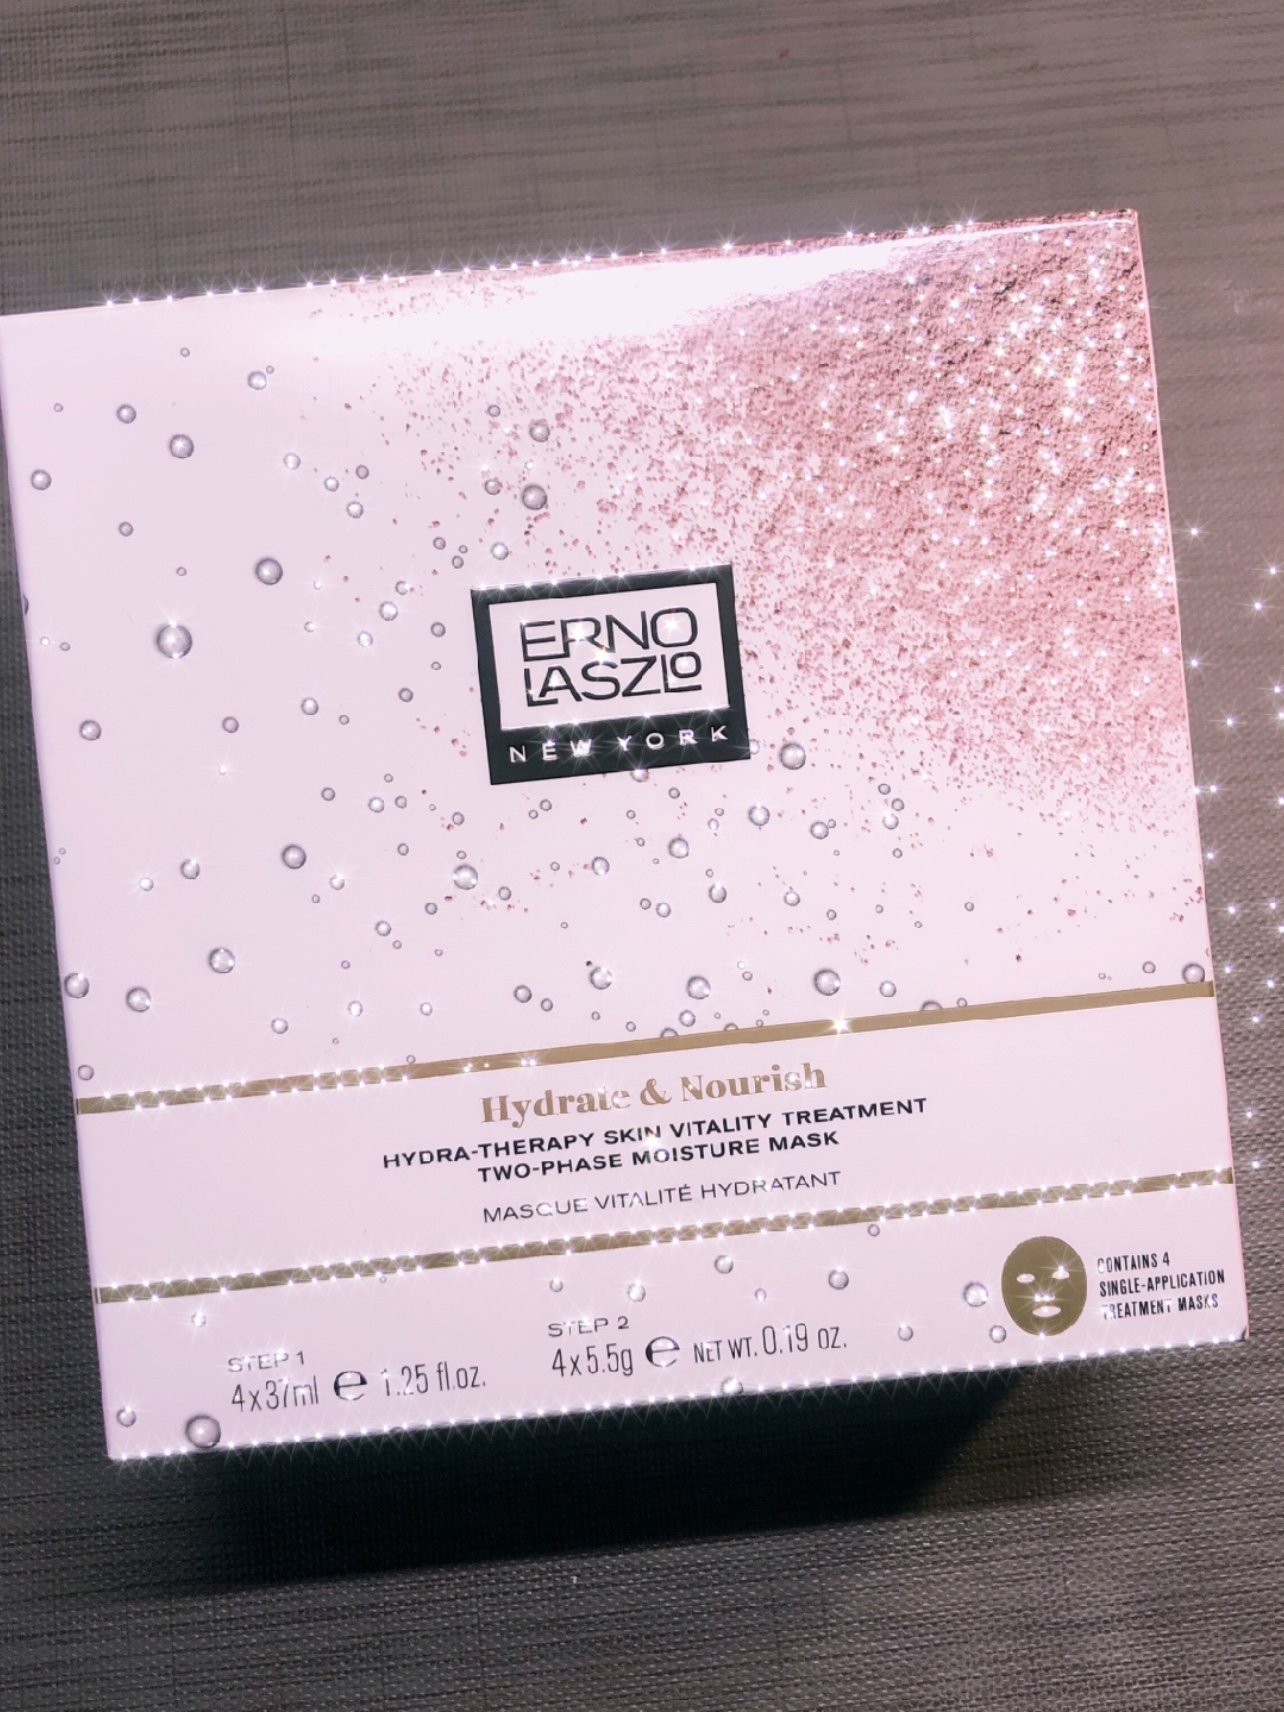 ERNO
LASZLO
NEW YORK
Hydrate & Nourish
HYDRA-THERAPY SKIN VITALITY TREATMENT
TWO-PHASE MOISTURE MASK
MASQUE VITALITÉ HYDRATANT
STEP 1
4x37ml e 1.25 fl.oz.
STEP 2
4x5.5g e NET WT. 0.19 oz.
CONTAINS 4
SINGLE-APPLICATION
TREATMENT MASKS